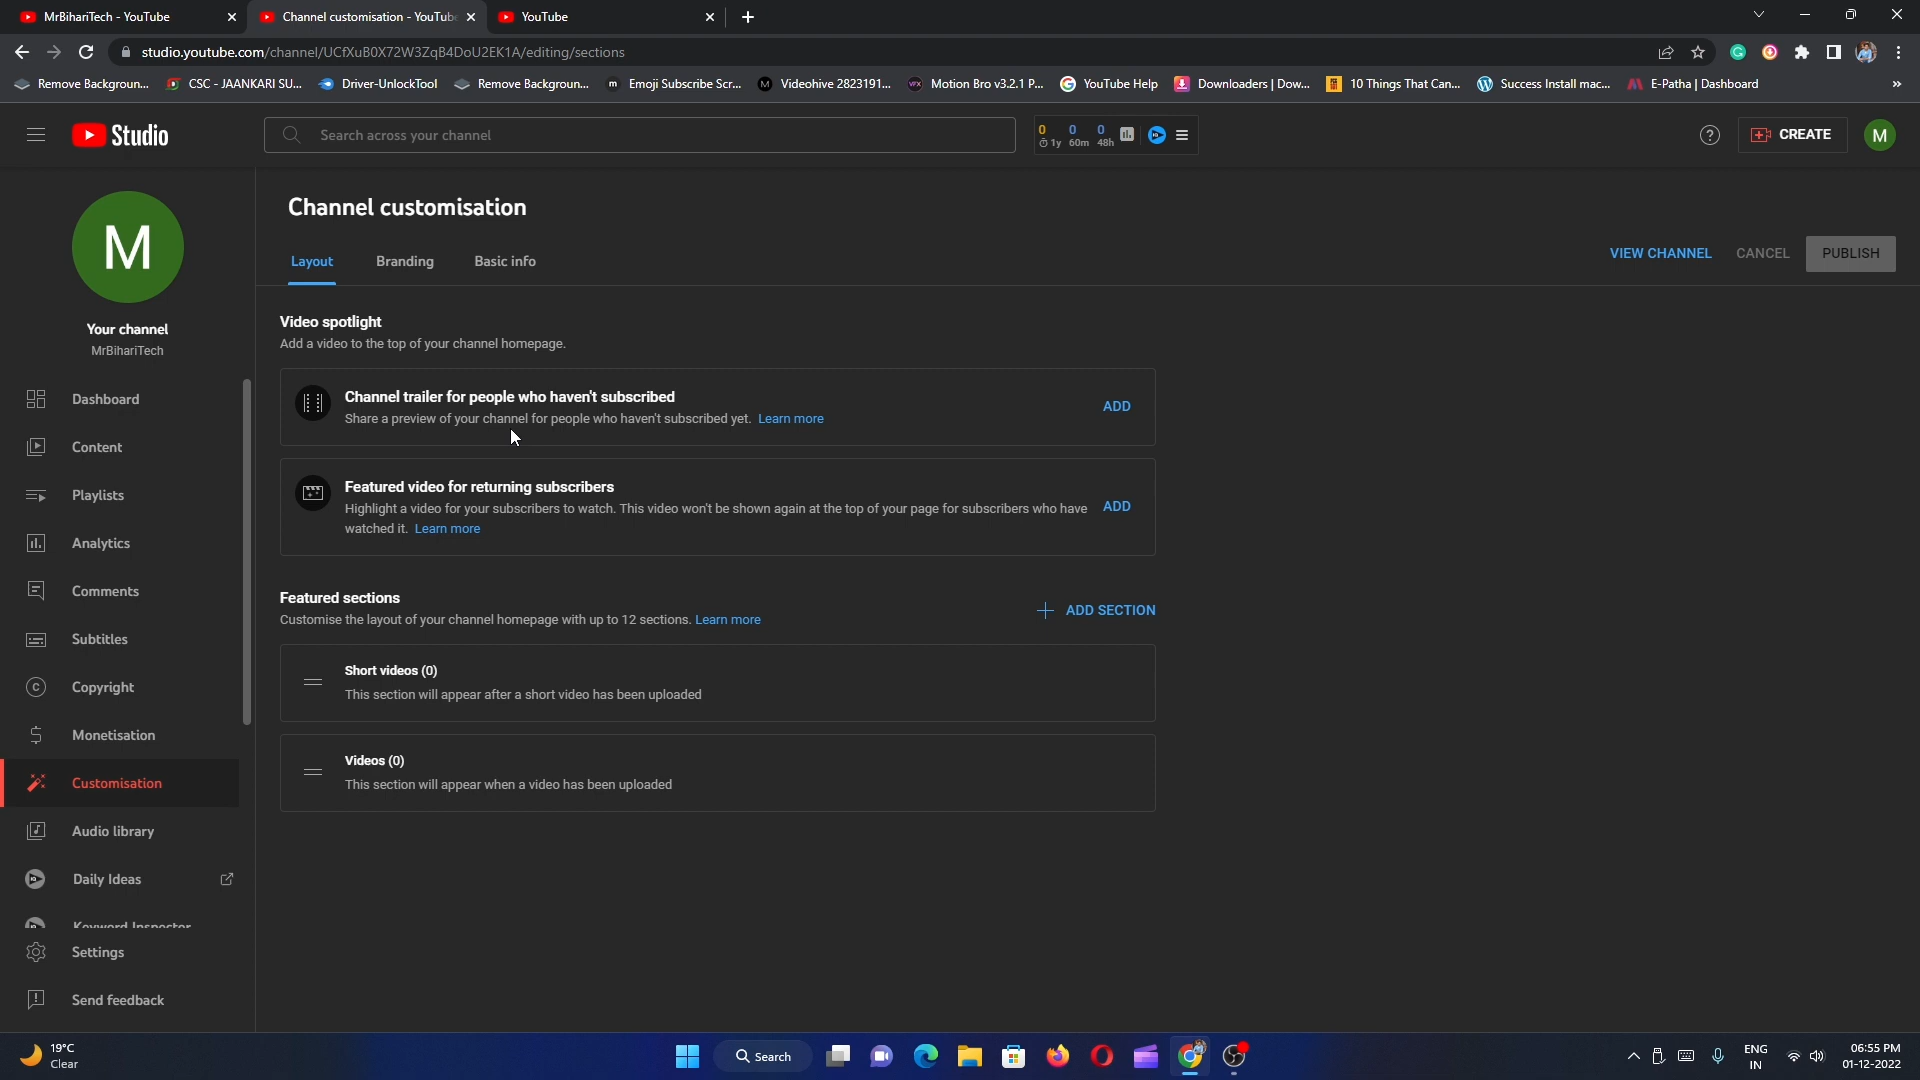 MrBihariTech - YouTube
Channel customisation - YouTube
YouTube
studio.youtube.com/channel/UCfXuB0X72W3ZqB4DoU2EK1A/editing/sections
Remove Backgroun...
CSC - JAANKARI SU...
Driver-UnlockTool
Remove Backgroun...
Emoji Subscribe Scr...
Videohive 2823191...
Motion Bro v3.2.1 P...
YouTube Help
Downloaders | Dow...
10 Things That Can...
Success Install mac...
E-Patha | Dashboard
Studio
Search across your channel
0 0 0
1y 60m 48h
CREATE
M
M
Your channel
MrBihariTech
Dashboard
Content
Playlists
Analytics
Comments
Subtitles
Copyright
Monetisation
Customisation
Audio library
Daily Ideas
Keyword Inspector
Settings
Send feedback
Channel customisation
Layout
Branding
Basic info
VIEW CHANNEL
CANCEL
PUBLISH
Video spotlight
Add a video to the top of your channel homepage.
Channel trailer for people who haven't subscribed
Share a preview of your channel for people who haven't subscribed yet. Learn more
ADD
Featured video for returning subscribers
Highlight a video for your subscribers to watch. This video won't be shown again at the top of your page for subscribers who have
watched it. Learn more
ADD
Featured sections
Customise the layout of your channel homepage with up to 12 sections. Learn more
ADD SECTION
Short videos (0)
This section will appear after a short video has been uploaded
Videos (0)
This section will appear when a video has been uploaded
19°C
Clear
Search
ENG
IN
06:55 PM
01-12-2022